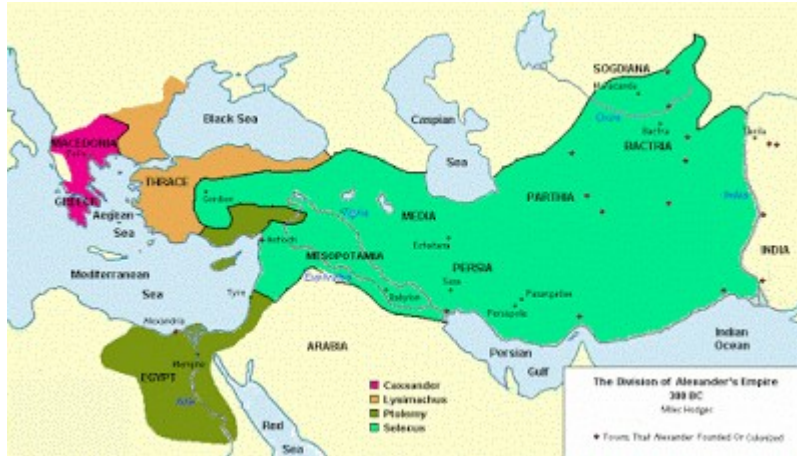 SOGDIANA
Maracanda
Black Sea
Caspian
Sea
Oxus
Bactra
BACTRIA
MACEDONIA
Pella
THRACE
GREECE
Aegean
Sea
Gordian
Tigris
MEDIA
PARTHIA
Indus
INDIA
Antioch
Ecbatana
MESOPOTAMIA
PERSIA
Mediterranean
Sea
Euphrates
Susa
Tyre
Babylon
Pasargadae
Persepolis
Alexandria
Indian
Ocean
ARABIA
Persian
Gulf
Memphis
EGYPT
Nile
Red
Sea
Cassander
Lysimachus
Ptolemy
Selecus
The Division of Alexander's Empire
300 BC
Miles Hodges
Towns That Alexander Founded Or Colonized